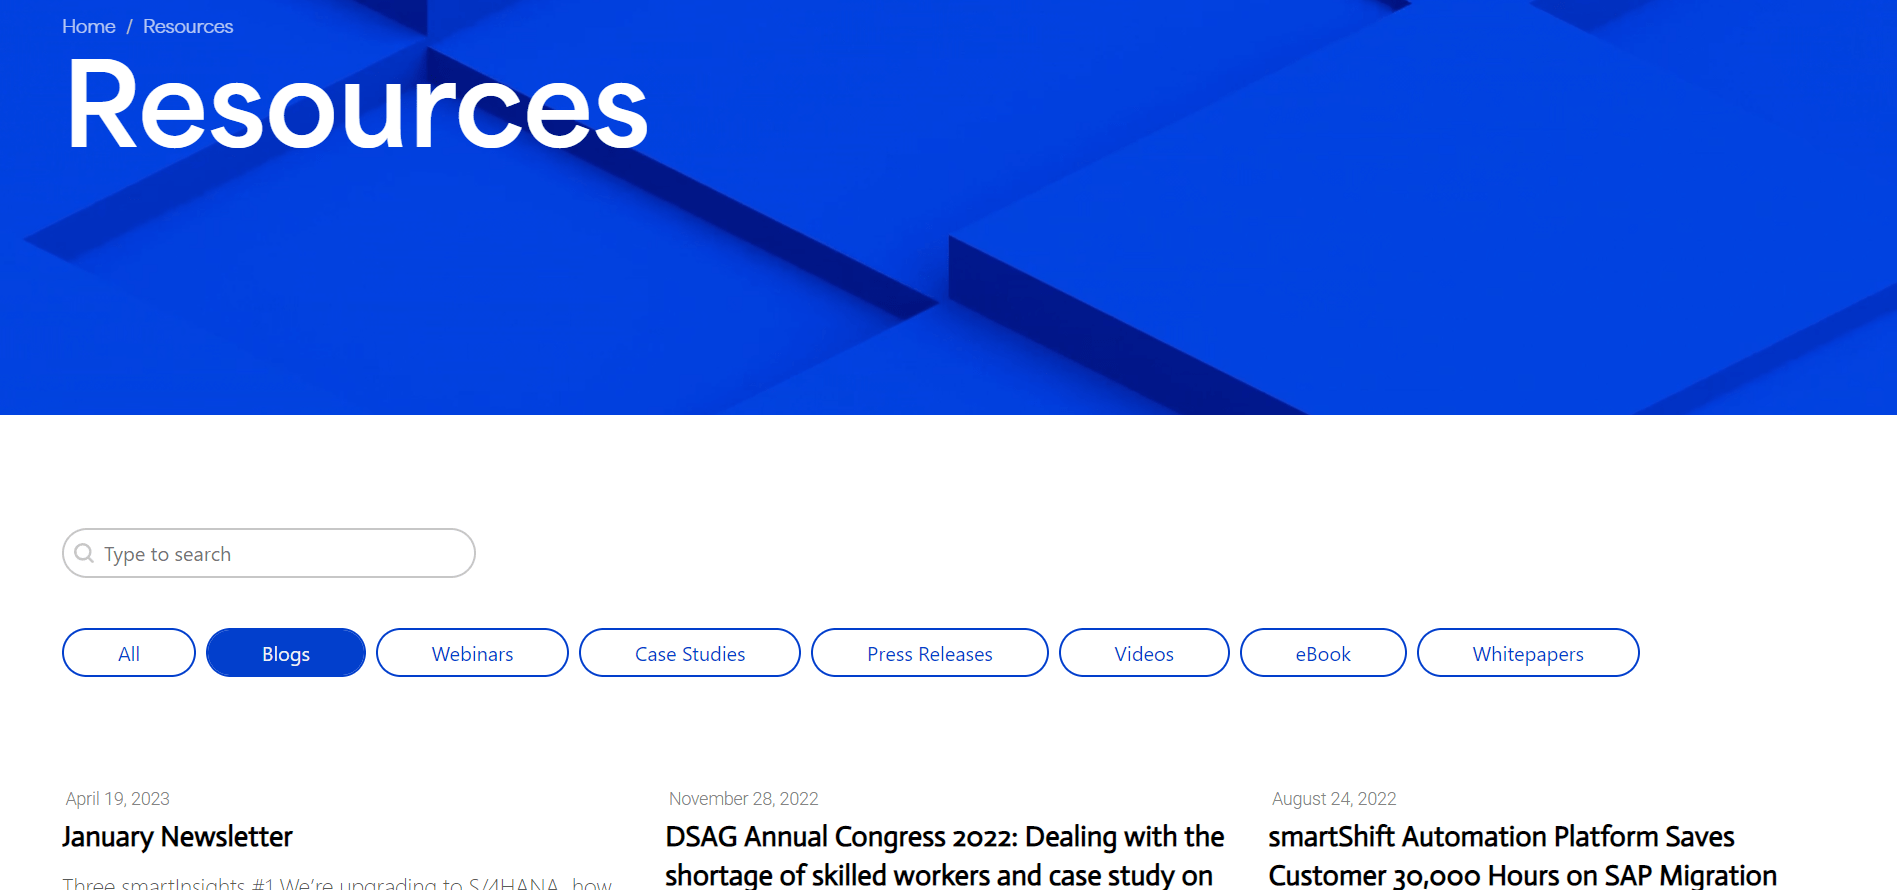 Home / Resources
Resources
Type to search
All Blogs Webinars Case Studies Press Releases Videos eBook Whitepapers
April 19, 2023
January Newsletter
Three smartInsights #1 We’re upgrading to S/4HANA, how
November 28, 2022
DSAG Annual Congress 2022: Dealing with the
shortage of skilled workers and case study on
August 24, 2022
smartShift Automation Platform Saves
Customer 30,000 Hours on SAP Migration